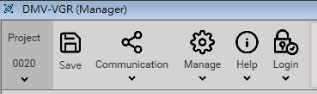 DMV-VGR (Manager)
Project
0020
Save
Communication
Manage
Help
Login